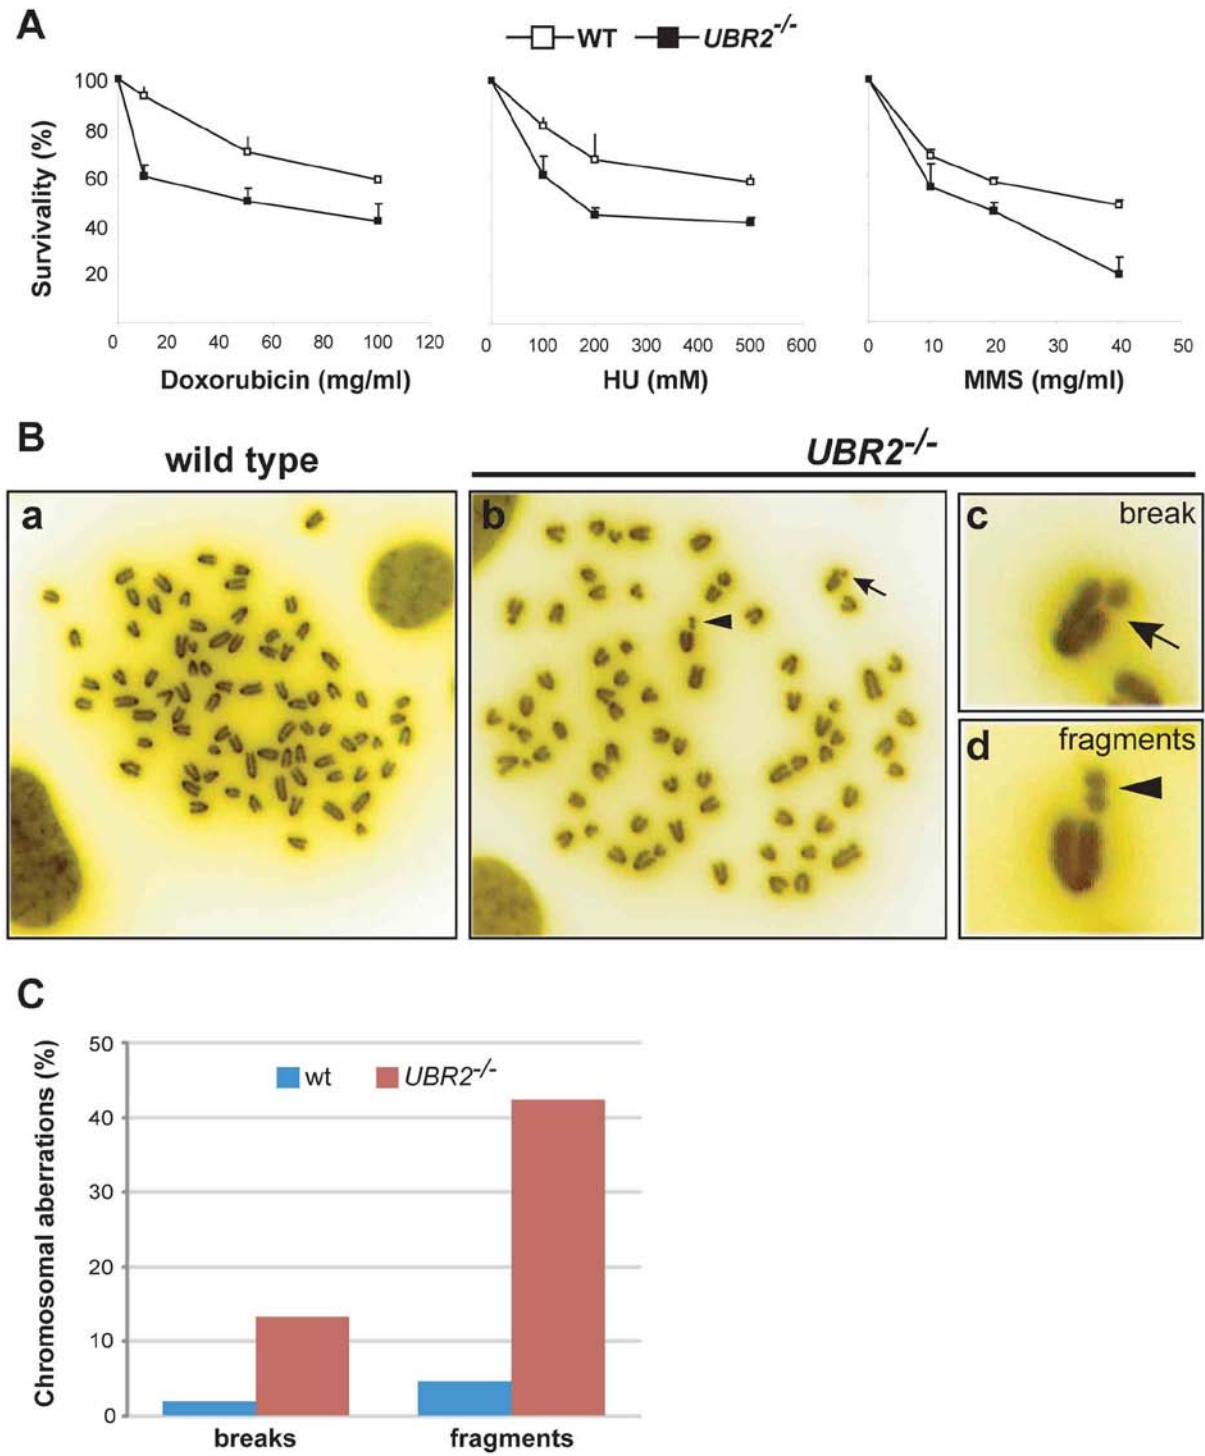 A
WT UBR2-/-
Survivality (%)
100
80
60
40
20
0 20 40 60 80 100 120
Doxorubicin (mg/ml)
0 100 200 300 400 500 600
HU (mM)
0 10 20 30 40 50
MMS (mg/ml)
B
wild type
UBR2-/-
a
b
c break
d fragments
C
Chromosomal aberrations (%)
50
40
30
20
10
0
wt UBR2-/-
breaks fragments